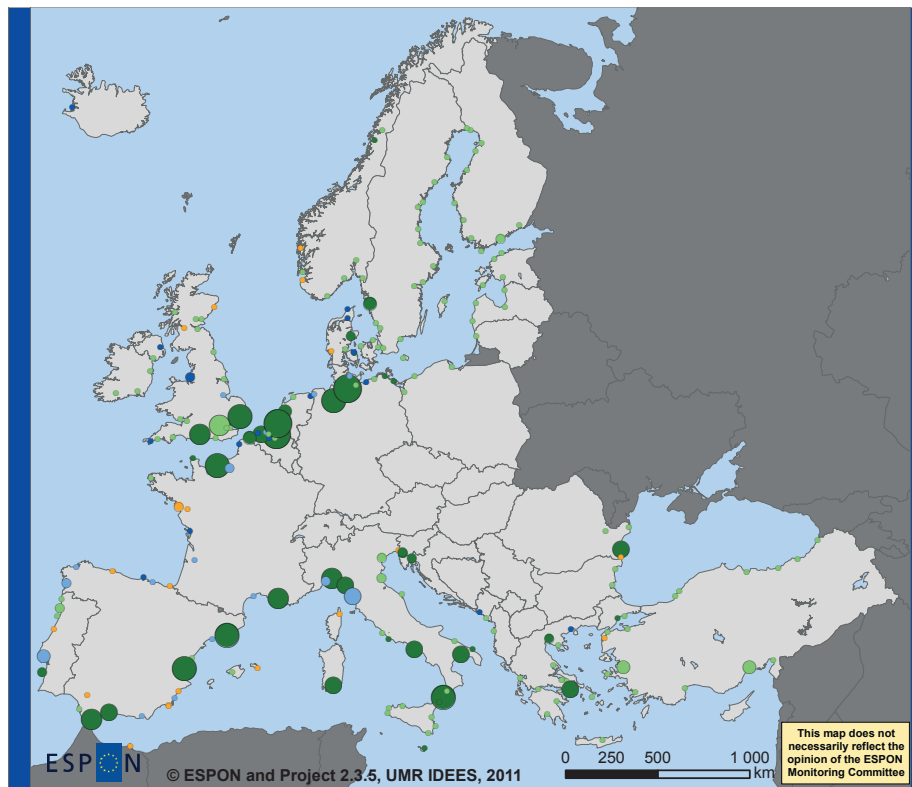 This map does not
necessarily reflect the
opinion of the ESPON
Monitoring Committee
ESPON
© ESPON and Project 2.3.5, UMR IDEES, 2011
0 250 500 1 000
km